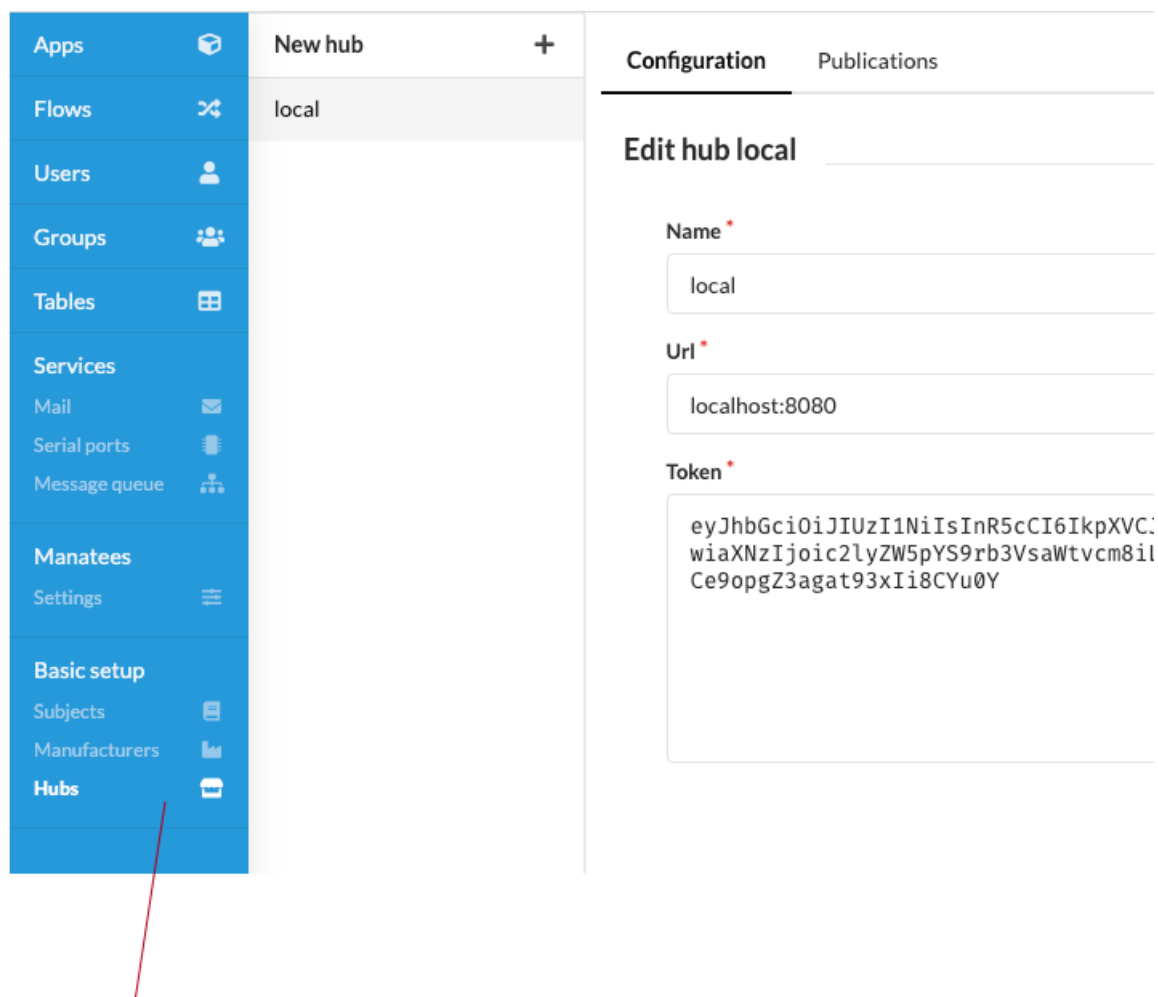 Apps
Flows
Users
Groups
Tables
Services
Mail
Serial ports
Message queue
Manatees
Settings
Basic setup
Subjects
Manufacturers
Hubs
New hub +
local
Configuration Publications
Edit hub local
Name *
local
Url *
localhost:8080
Token *
eyJhbGciOiJIUzI1NiIsInR5cCI6IkpXVCJ
wiaXNzIjoic2lyZW5pYS9rb3VsaWtvcm8iL
Ce9opgZ3agat93xIi8CYu0Y